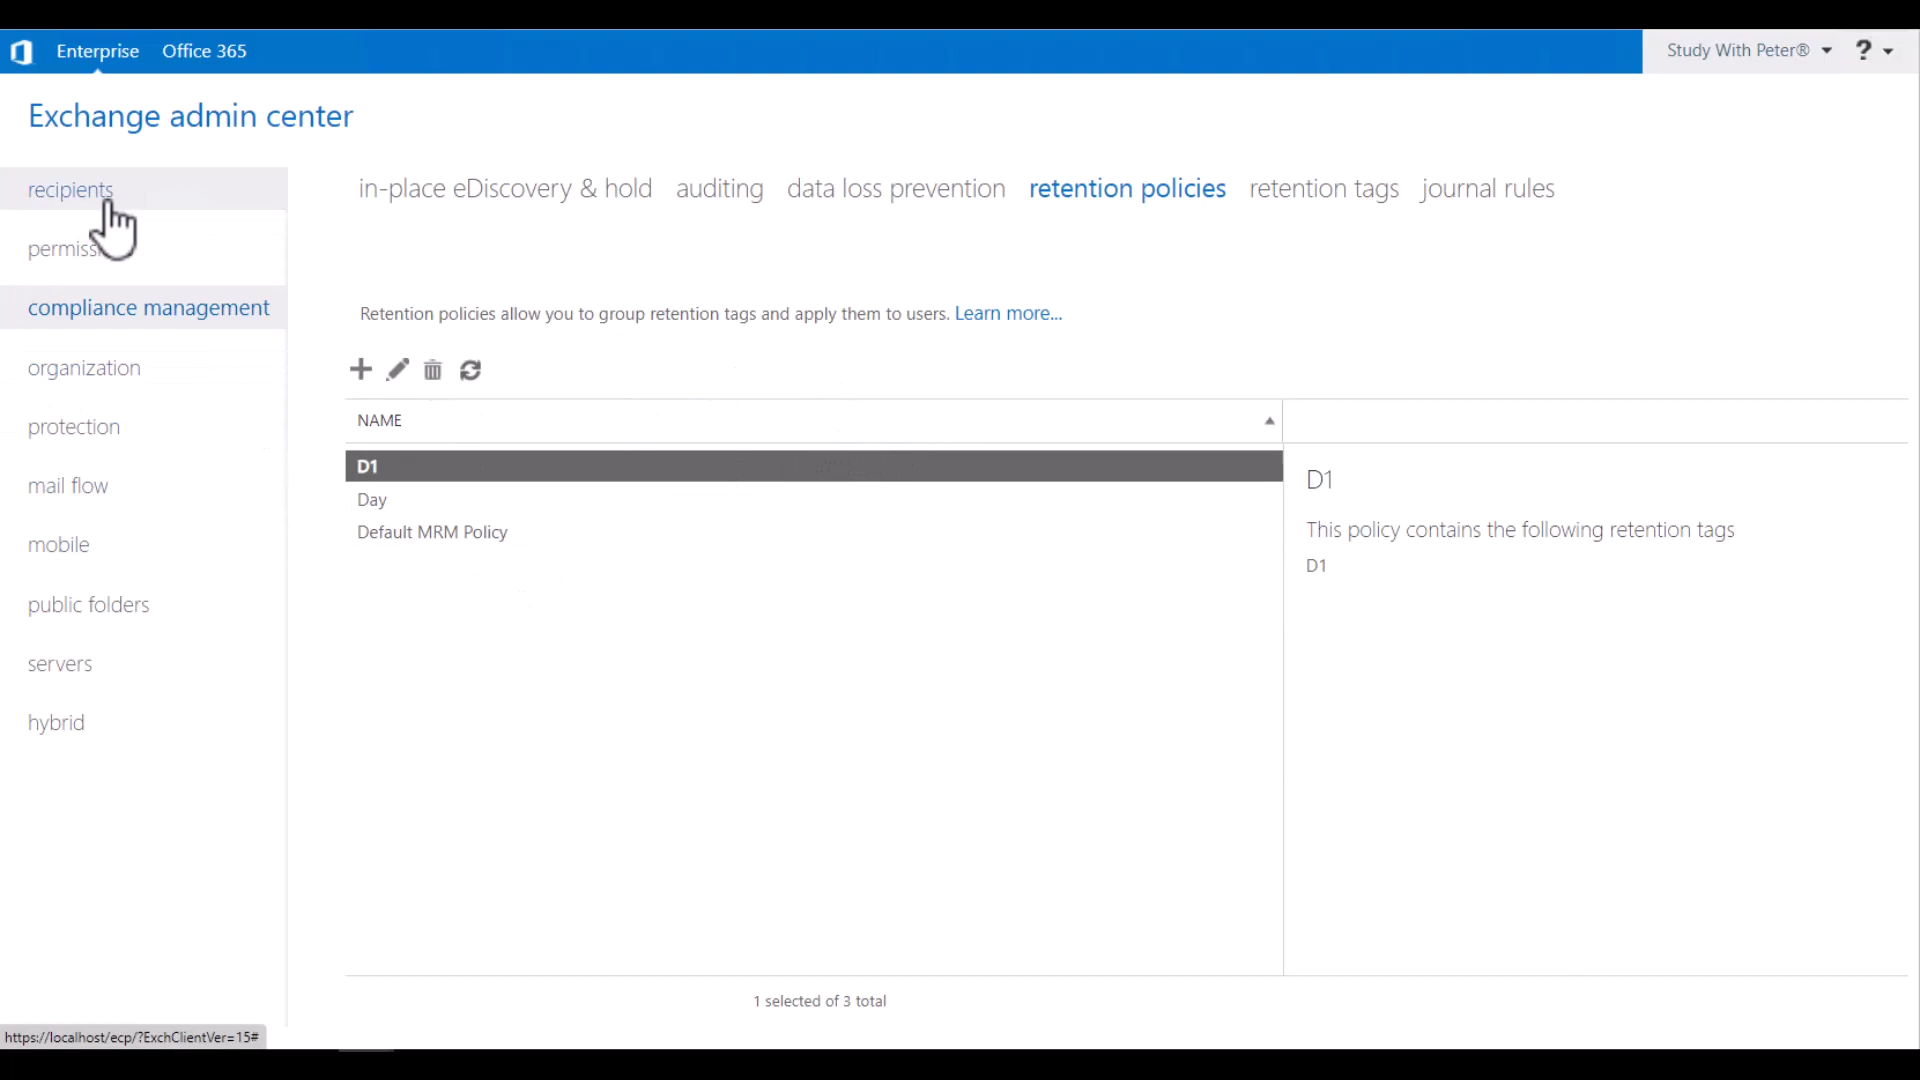 Enterprise Office 365 Study With Peter® ?
Exchange admin center
recipients
compliance management
organization
protection
mail flow
mobile
public folders
servers
hybrid
in-place eDiscovery & hold auditing data loss prevention retention policies retention tags journal rules
Retention policies allow you to group retention tags and apply them to users. Learn more...
NAME
D1
Day
Default MRM Policy
D1
This policy contains the following retention tags
D1
1 selected of 3 total
https://localhost/ecp/?ExchClientVer=15#